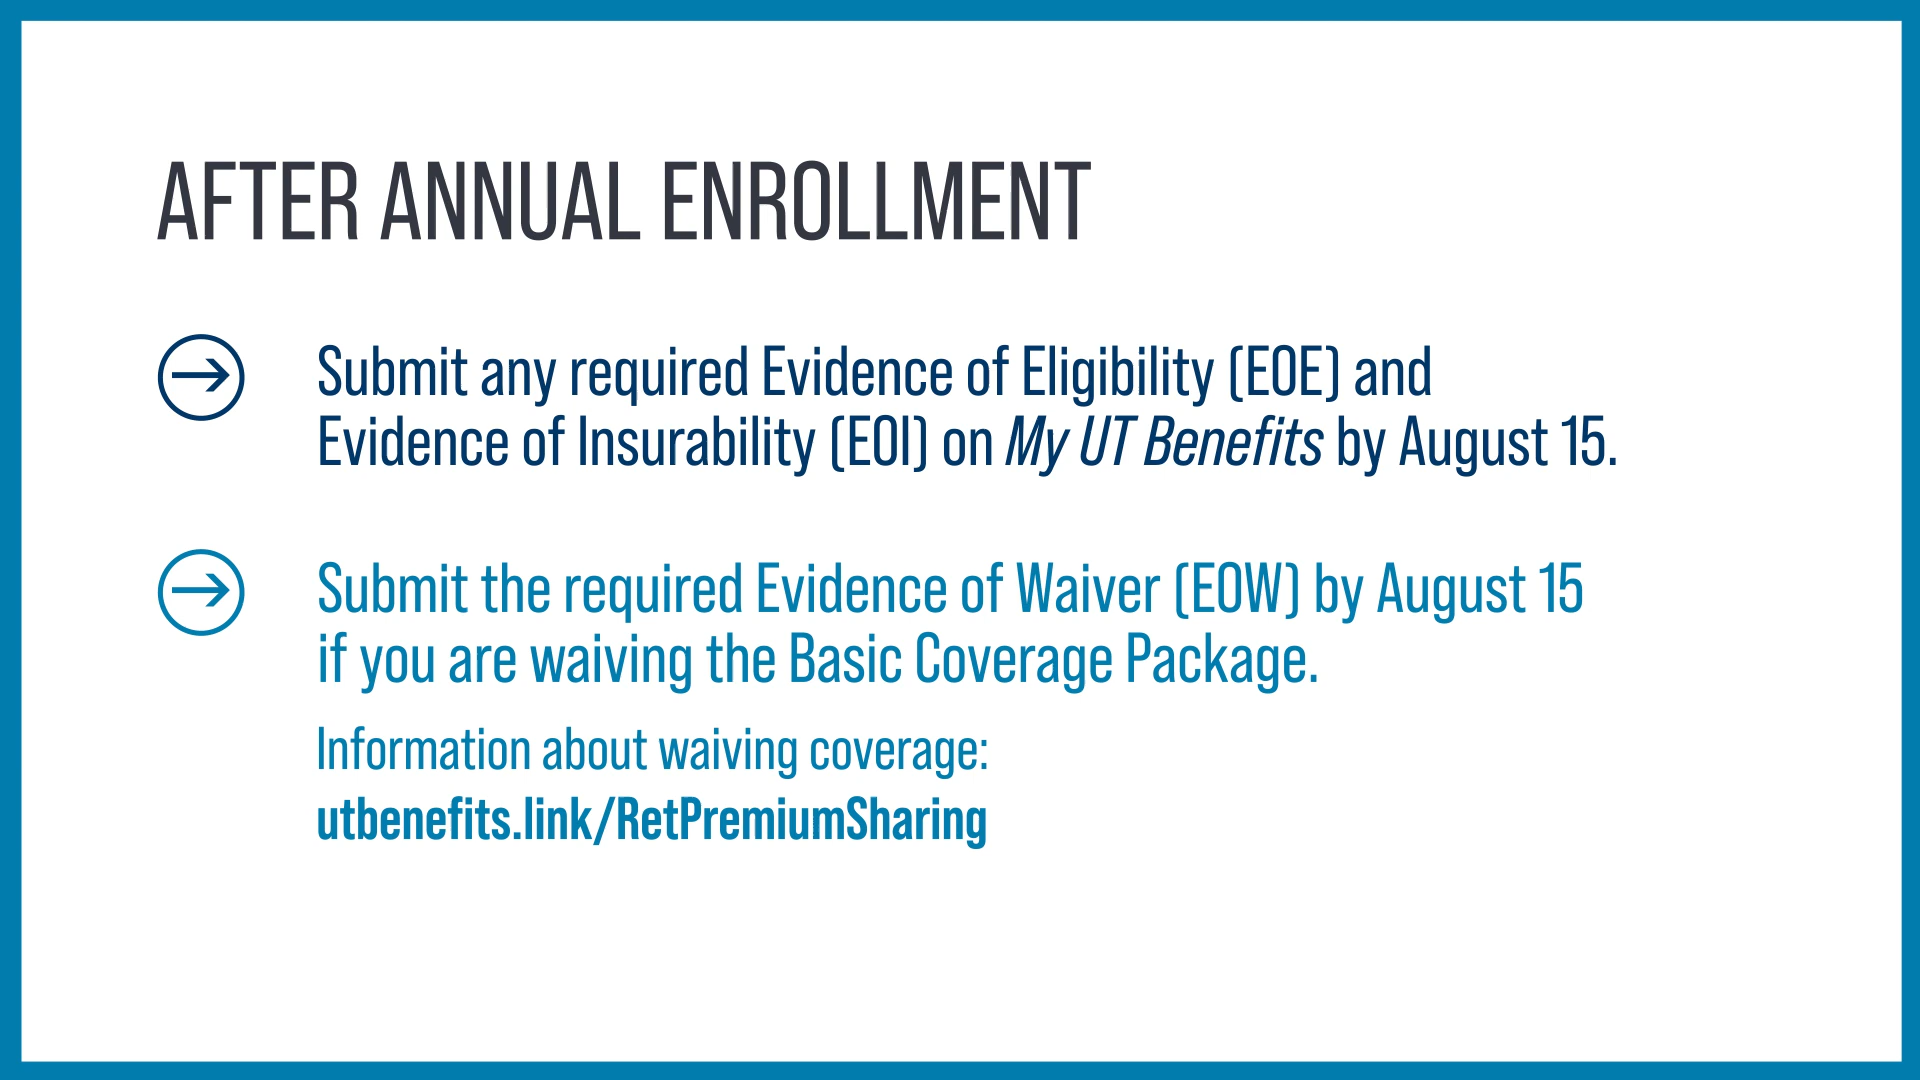 AFTER ANNUAL ENROLLMENT
Submit any required Evidence of Eligibility (EOE) and
Evidence of Insurability (EOI) on My UT Benefits by August 15.
Submit the required Evidence of Waiver (EOW) by August 15
if you are waiving the Basic Coverage Package.
Information about waiving coverage:
utbenefits.link/RetPremiumSharing